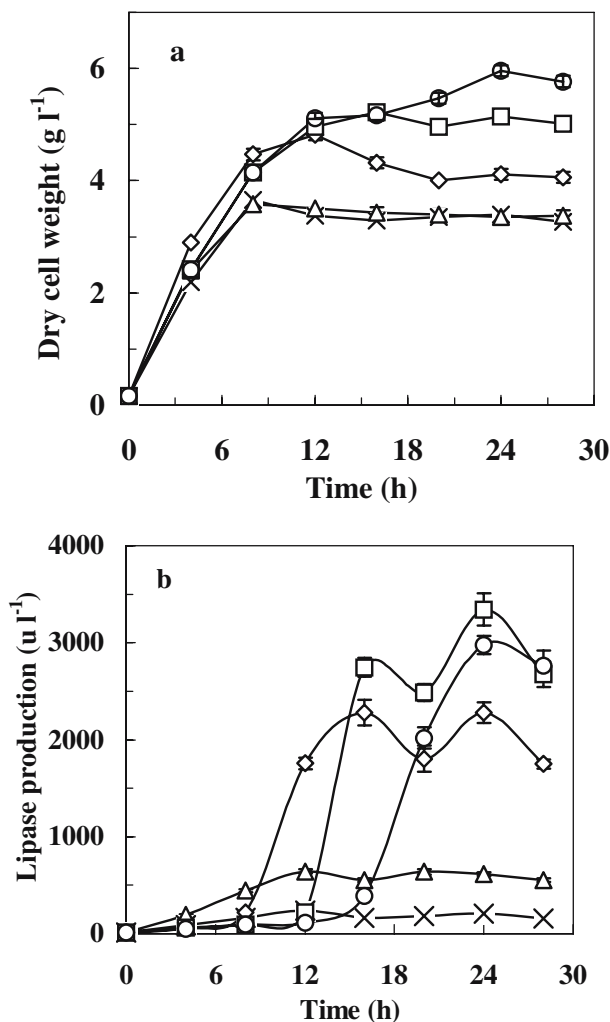 a
6
4
2
0
Dry cell weight (g l-1)
0 6 12 18 24 30
Time (h)
b
4000
3000
2000
1000
0
Lipase production (u l-1)
0 6 12 18 24 30
Time (h)